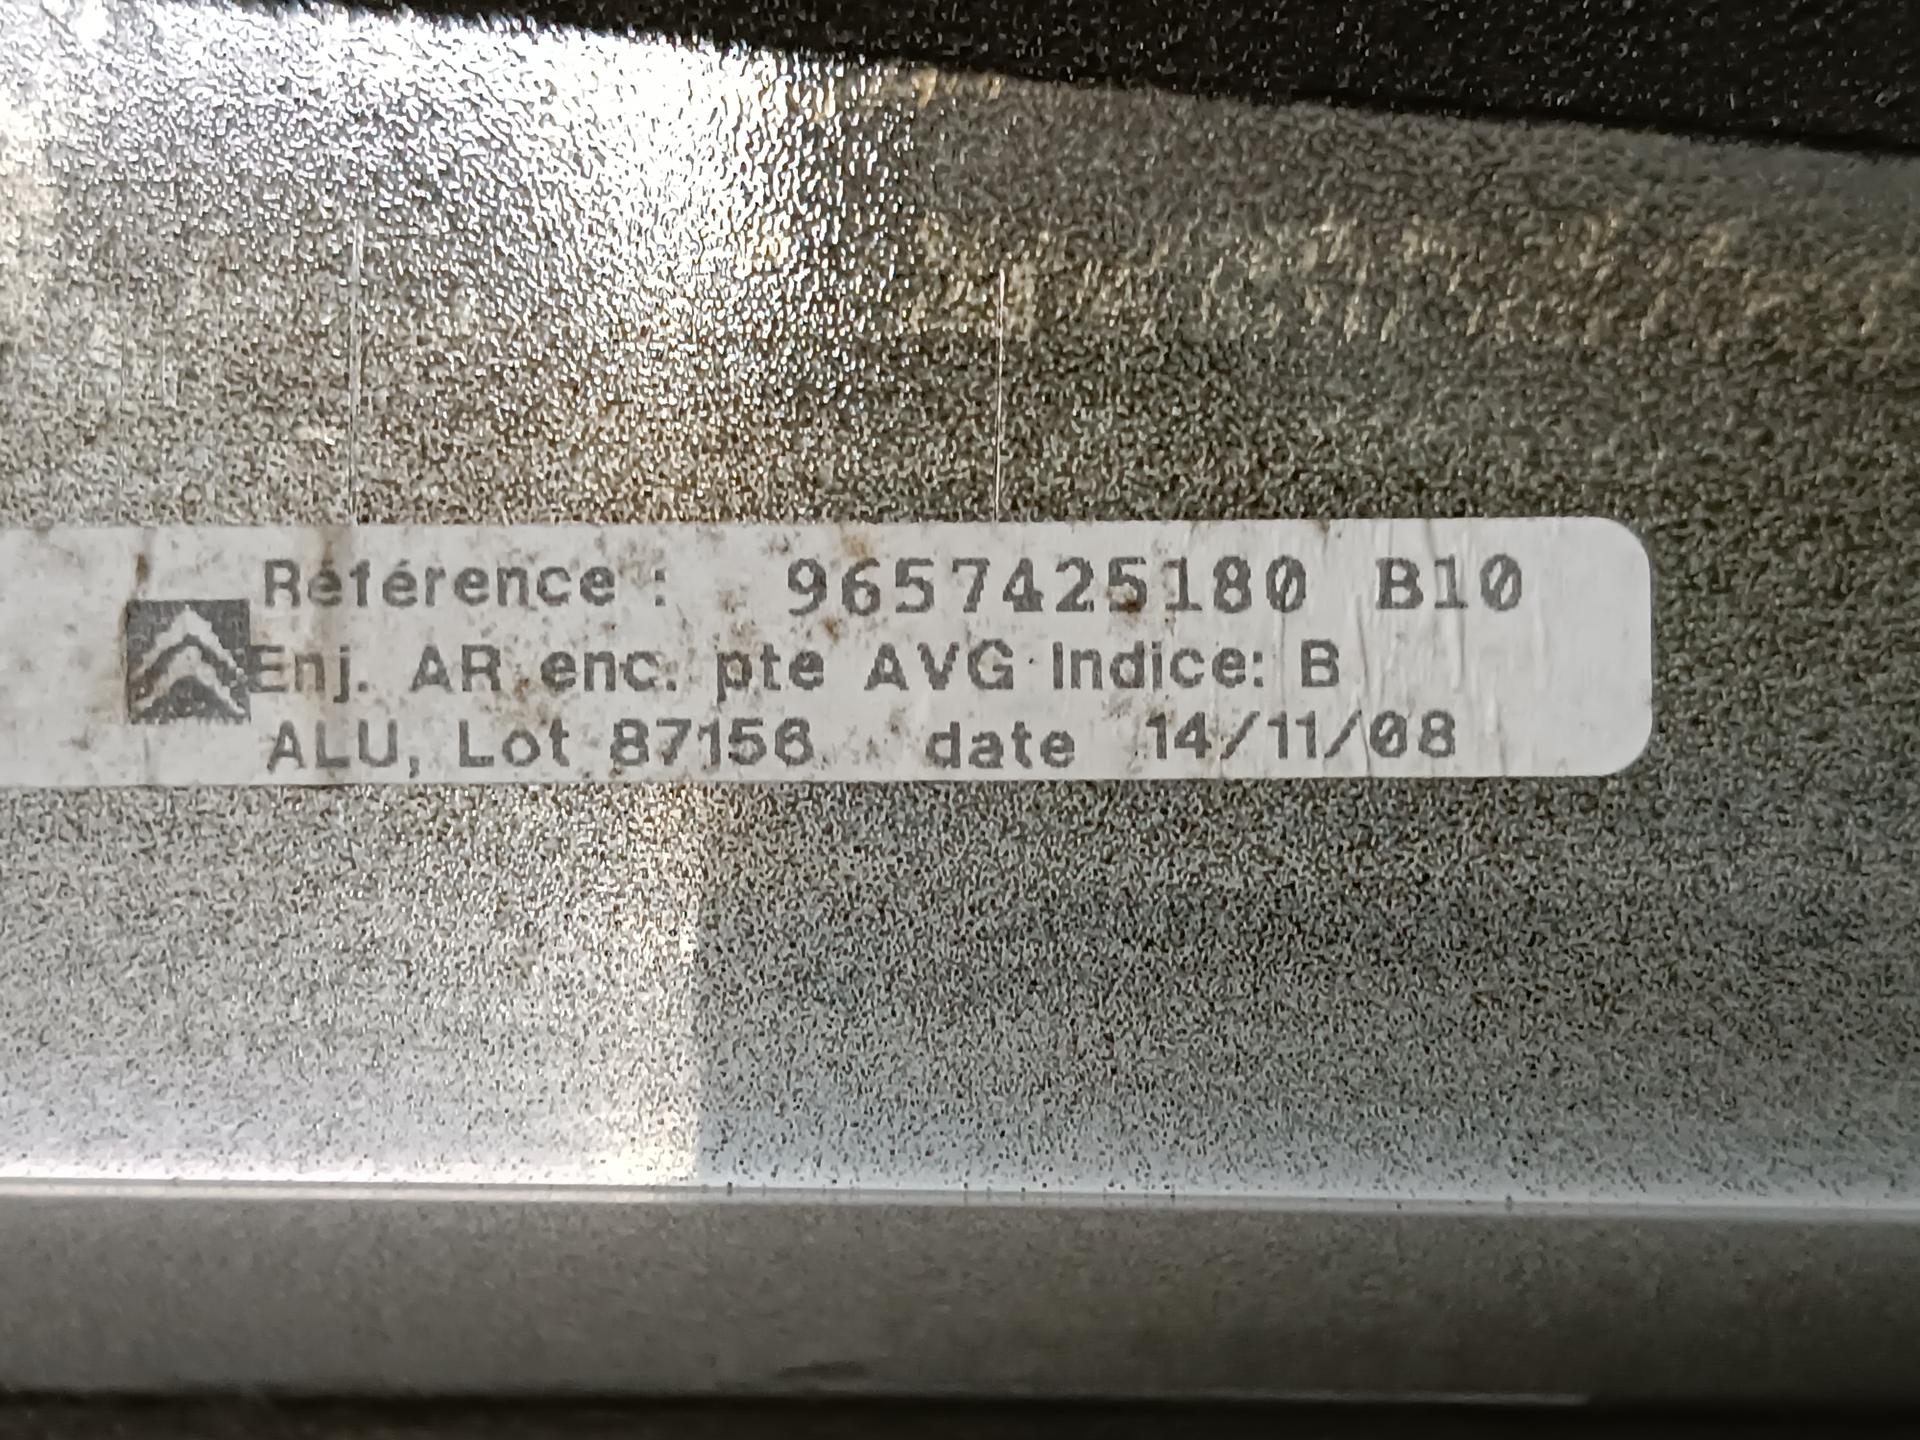 Référence : 9657425180 B10
Enj. AR enc. pte AVG Indice: B
ALU, Lot 87156 date 14/11/08